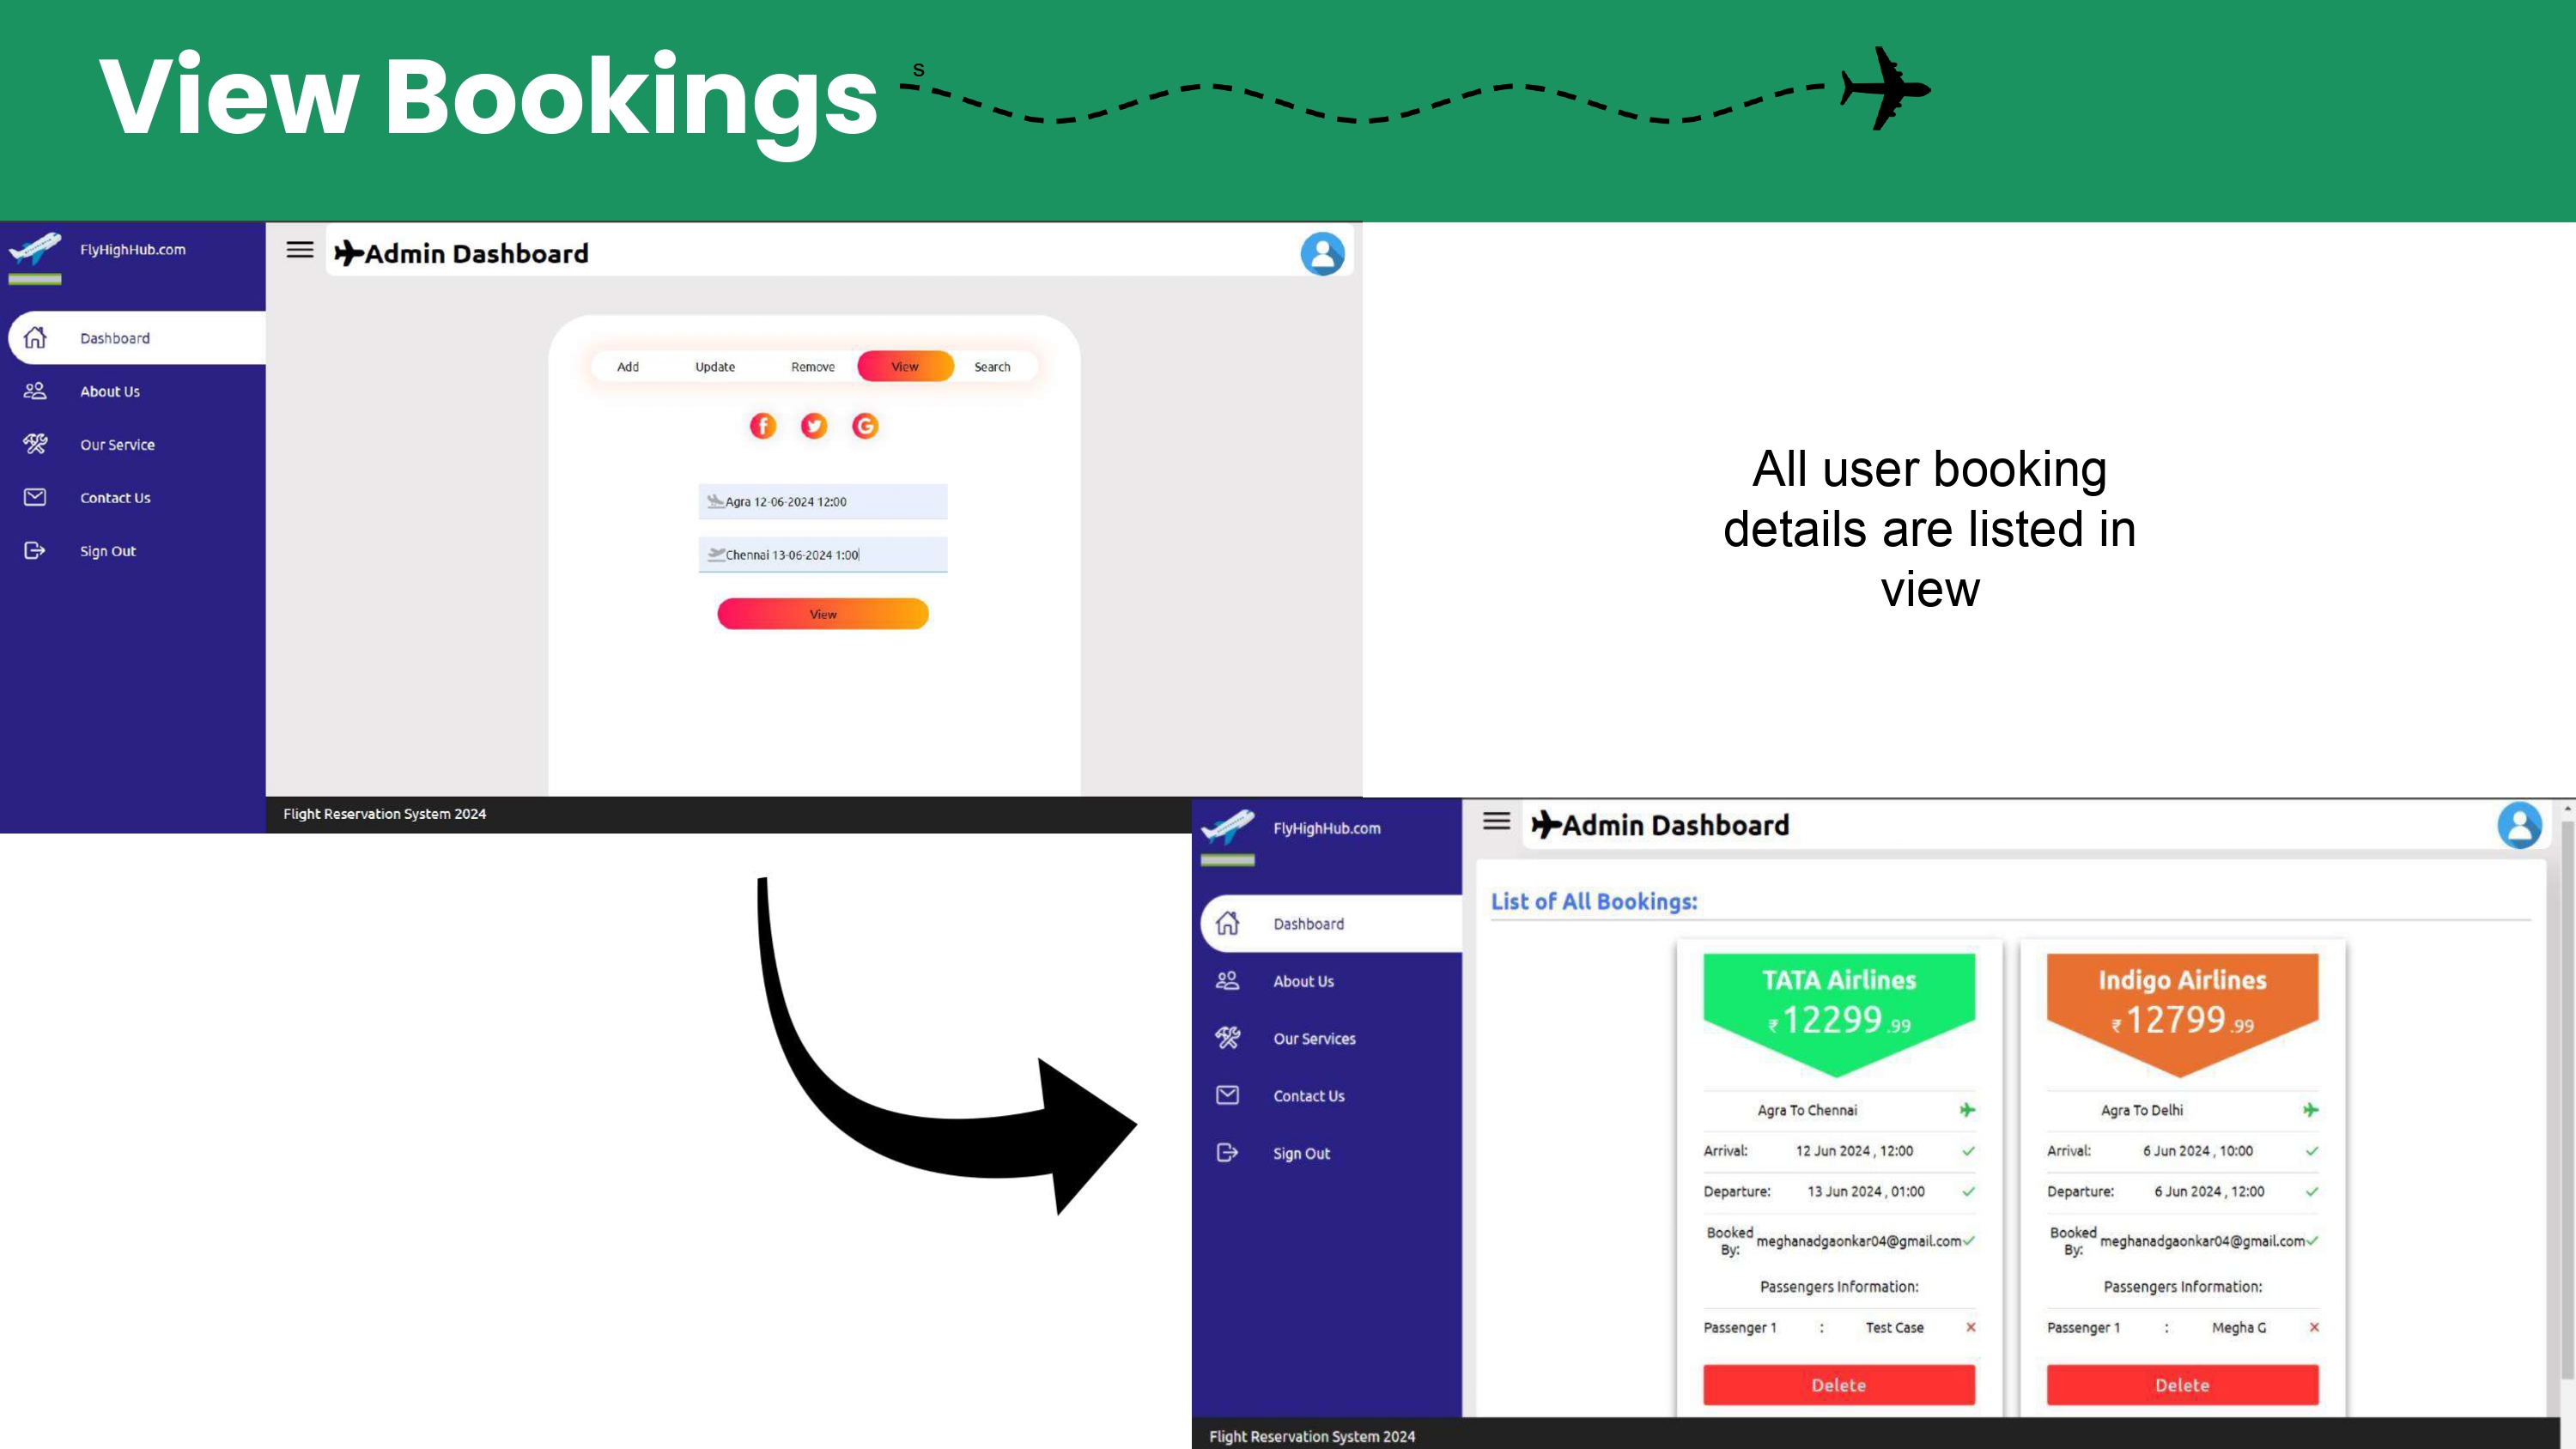 View Bookings
s
FlyHighHub.com
Admin Dashboard
Dashboard
About Us
Our Service
Contact Us
Sign Out
Add Update Remove View Search
Agra 12-06-2024 12:00
Chennai 13-06-2024 1:00
View
Flight Reservation System 2024
All user booking
details are listed in
view
FlyHighHub.com
Admin Dashboard
Dashboard
About Us
Our Services
Contact Us
Sign Out
List of All Bookings:
TATA Airlines
₹12299.99
Agra To Chennai
Arrival: 12 Jun 2024 , 12:00
Departure: 13 Jun 2024 , 01:00
Booked By: meghanadgaonkar04@gmail.com
Passengers Information:
Passenger 1 : Test Case
Delete
Indigo Airlines
₹12799.99
Agra To Delhi
Arrival: 6 Jun 2024 , 10:00
Departure: 6 Jun 2024 , 12:00
Booked By: meghanadgaonkar04@gmail.com
Passengers Information:
Passenger 1 : Megha G
Delete
Flight Reservation System 2024